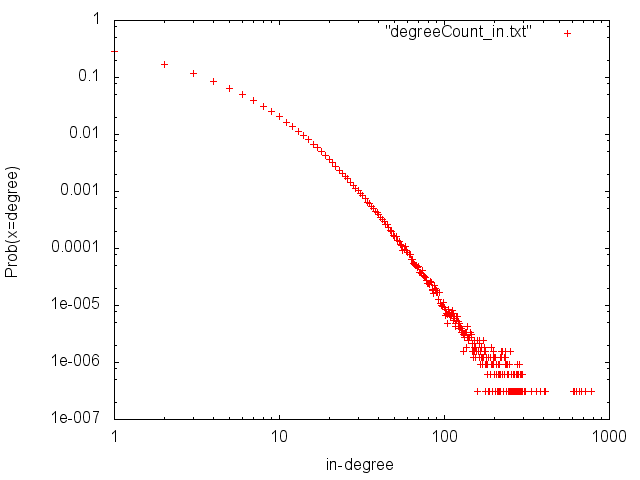 1
"degreeCount_in.txt"
0.1
0.01
0.001
Prob(x=degree)
0.0001
1e-005
1e-006
1e-007
1 10 100 1000
in-degree